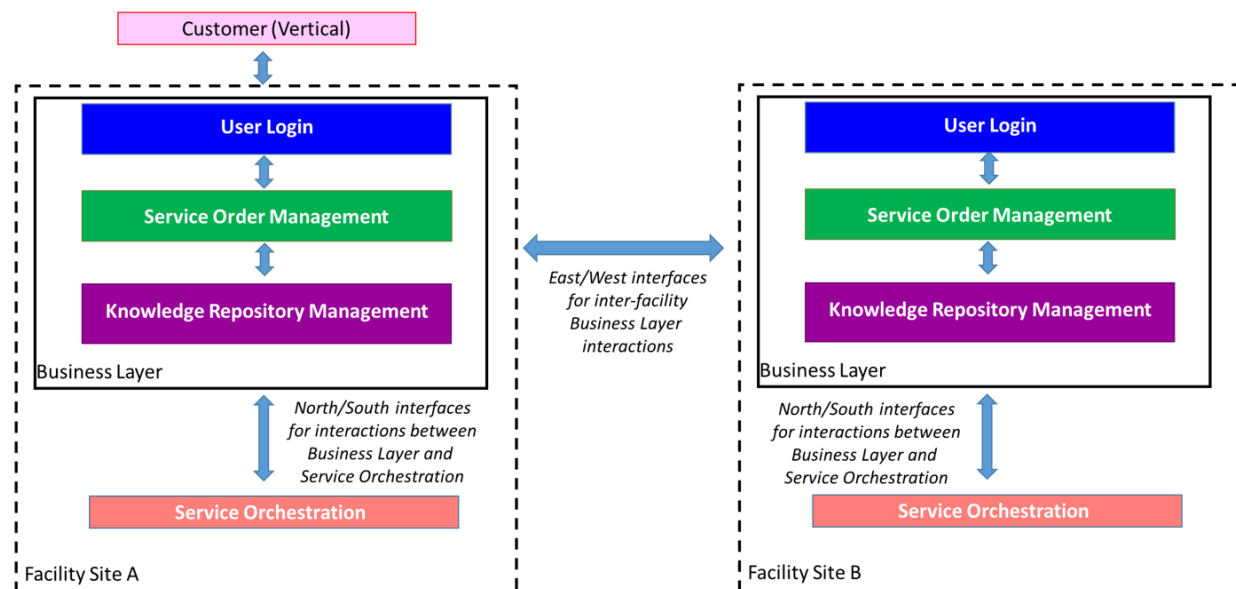 Customer (Vertical)
User Login
Service Order Management
Knowledge Repository Management
Business Layer
North/South interfaces
for interactions between
Business Layer and
Service Orchestration
Service Orchestration
Facility Site A
East/West interfaces
for inter-facility
Business Layer
interactions
User Login
Service Order Management
Knowledge Repository Management
Business Layer
North/South interfaces
for interactions between
Business Layer and
Service Orchestration
Service Orchestration
Facility Site B